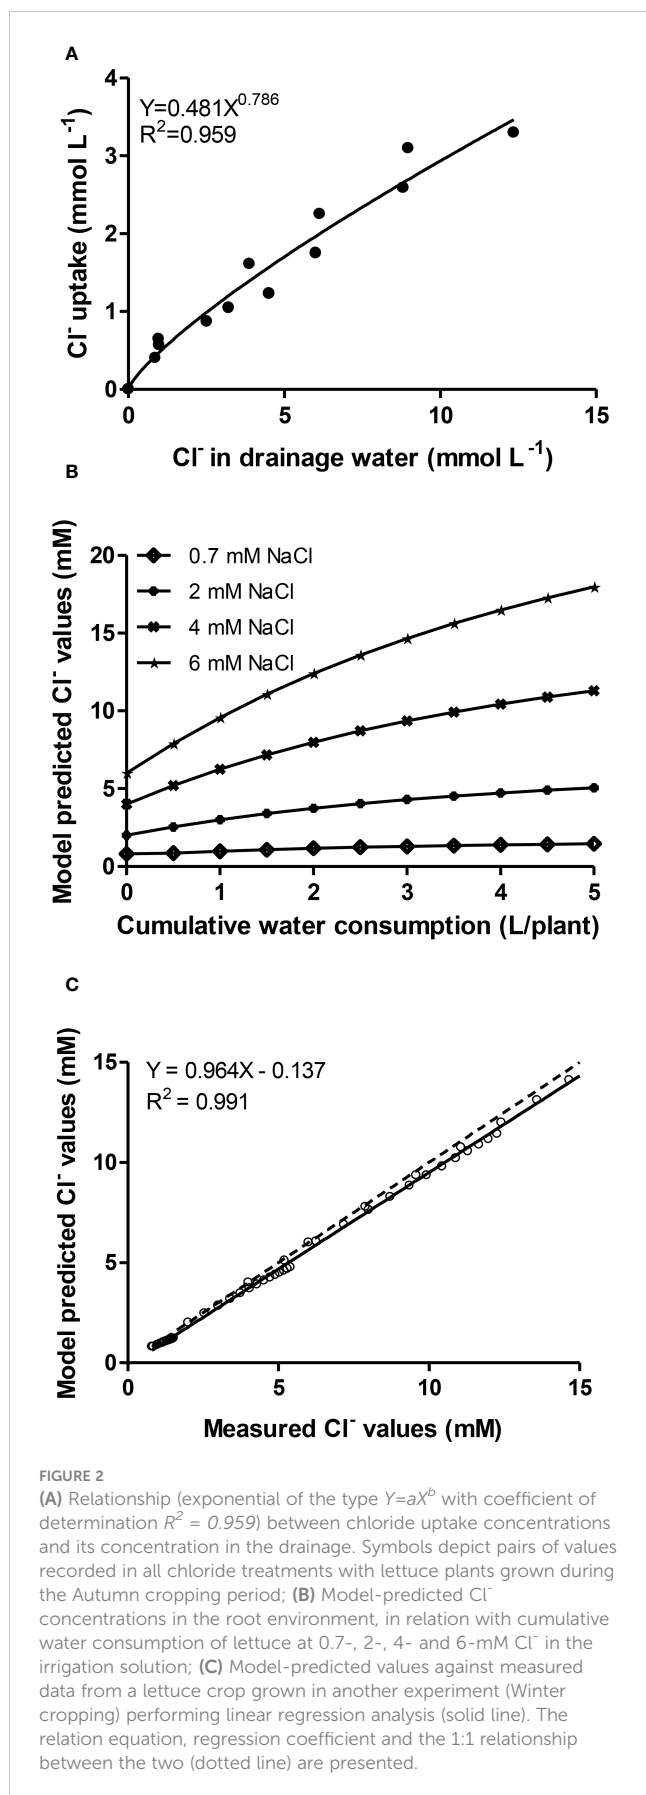 A
Y=0.481X^0.786
R²=0.959
Cl⁻ uptake (mmol L⁻¹)
4
3
2
1
0
0 5 10 15
Cl⁻ in drainage water (mmol L⁻¹)
B
Model predicted Cl⁻ values (mM)
20
15
10
5
0
0.7 mM NaCl
2 mM NaCl
4 mM NaCl
6 mM NaCl
0 1 2 3 4 5
Cumulative water consumption (L/plant)
C
Model predicted Cl⁻ values (mM)
Y = 0.964X - 0.137
R² = 0.991
15
10
5
0
0 5 10 15
Measured Cl⁻ values (mM)
FIGURE 2
(A) Relationship (exponential of the type Y=aXᵇ with coefficient of
determination R² = 0.959) between chloride uptake concentrations
and its concentration in the drainage. Symbols depict pairs of values
recorded in all chloride treatments with lettuce plants grown during
the Autumn cropping period; (B) Model-predicted Cl⁻
concentrations in the root environment, in relation with cumulative
water consumption of lettuce at 0.7-, 2-, 4- and 6-mM Cl⁻ in the
irrigation solution; (C) Model-predicted values against measured
data from a lettuce crop grown in another experiment (Winter
cropping) performing linear regression analysis (solid line). The
relation equation, regression coefficient and the 1:1 relationship
between the two (dotted line) are presented.